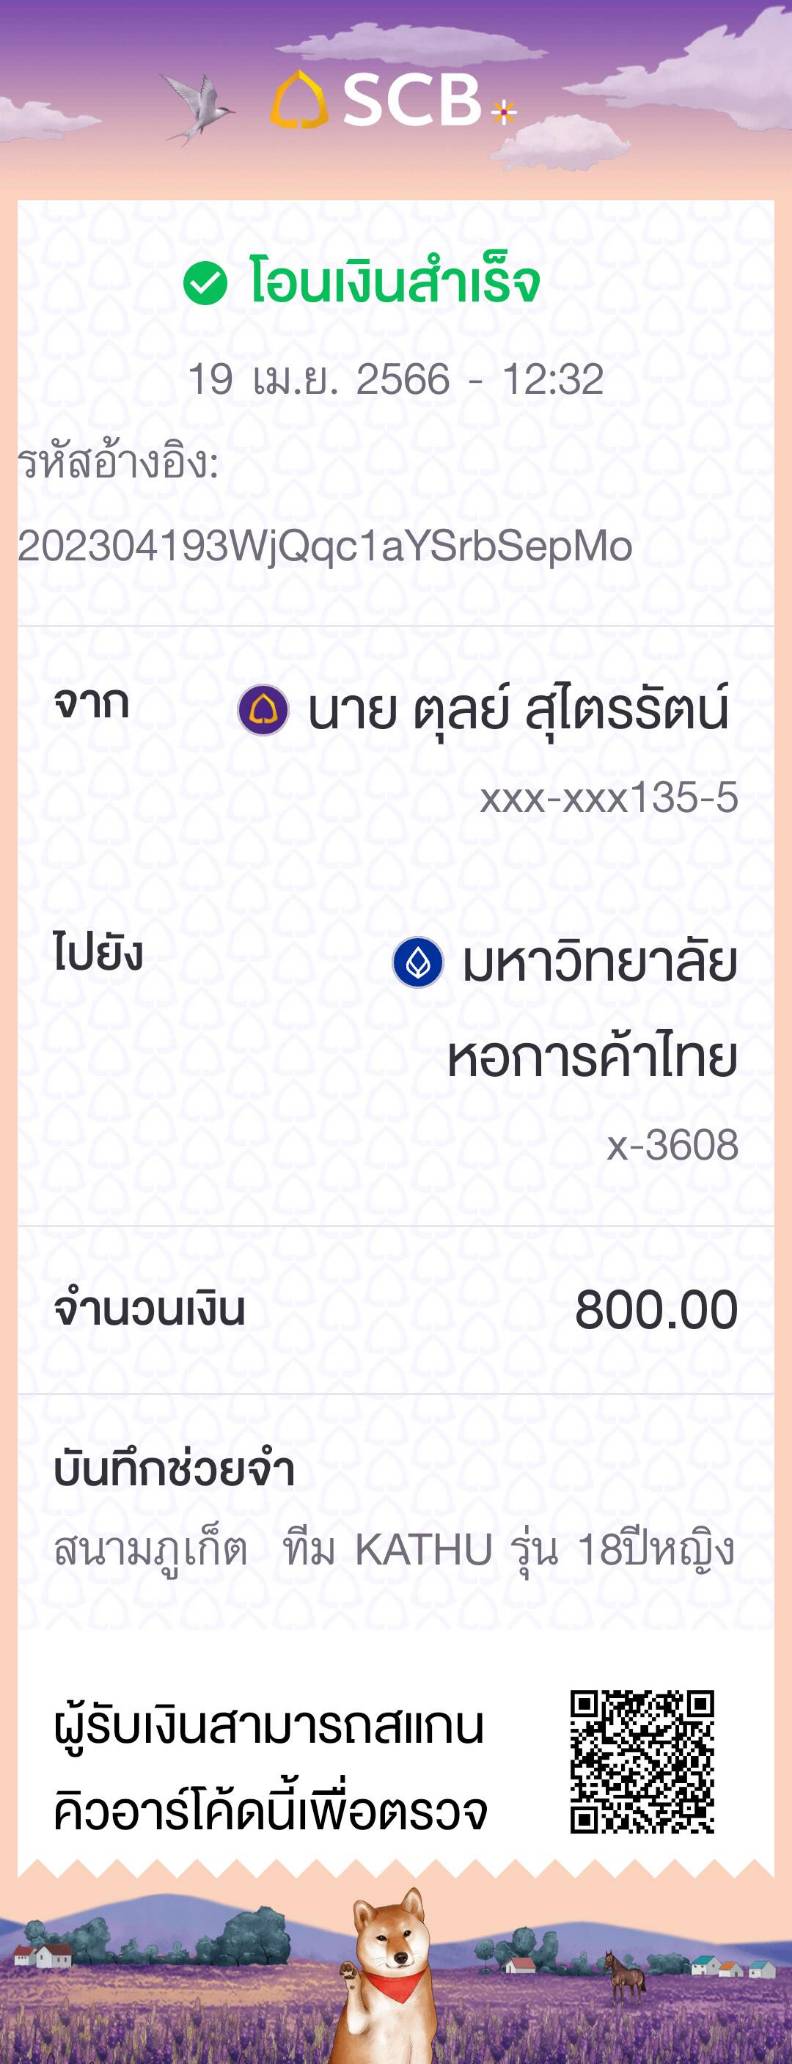 SCB
โอนเงินสำเร็จ
19 เม.ย. 2566 - 12:32
รหัสอ้างอิง:
202304193WjQqc1aYSrbSepMo
จาก
นาย ตุลย์ สุไตรรัตน์
xxx-xxx135-5
ไปยัง
มหาวิทยาลัย
หอการค้าไทย
x-3608
จำนวนเงิน 800.00
บันทึกช่วยจำ
สนามภูเก็ต ทีม KATHU รุ่น 18ปีหญิง
ผู้รับเงินสามารถสแกน
คิวอาร์โค้ดนี้เพื่อตรวจ